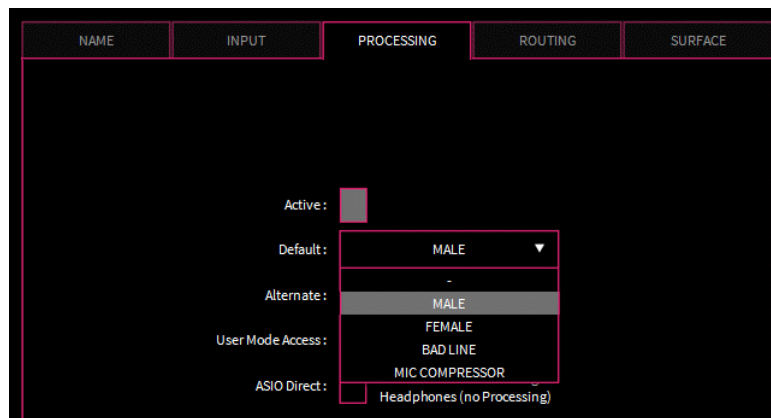 NAME INPUT PROCESSING ROUTING SURFACE
Active:
Default: MALE
-
Alternate:
MALE
FEMALE
User Mode Access:
BAD LINE
MIC COMPRESSOR
ASIO Direct:
Headphones (no Processing)